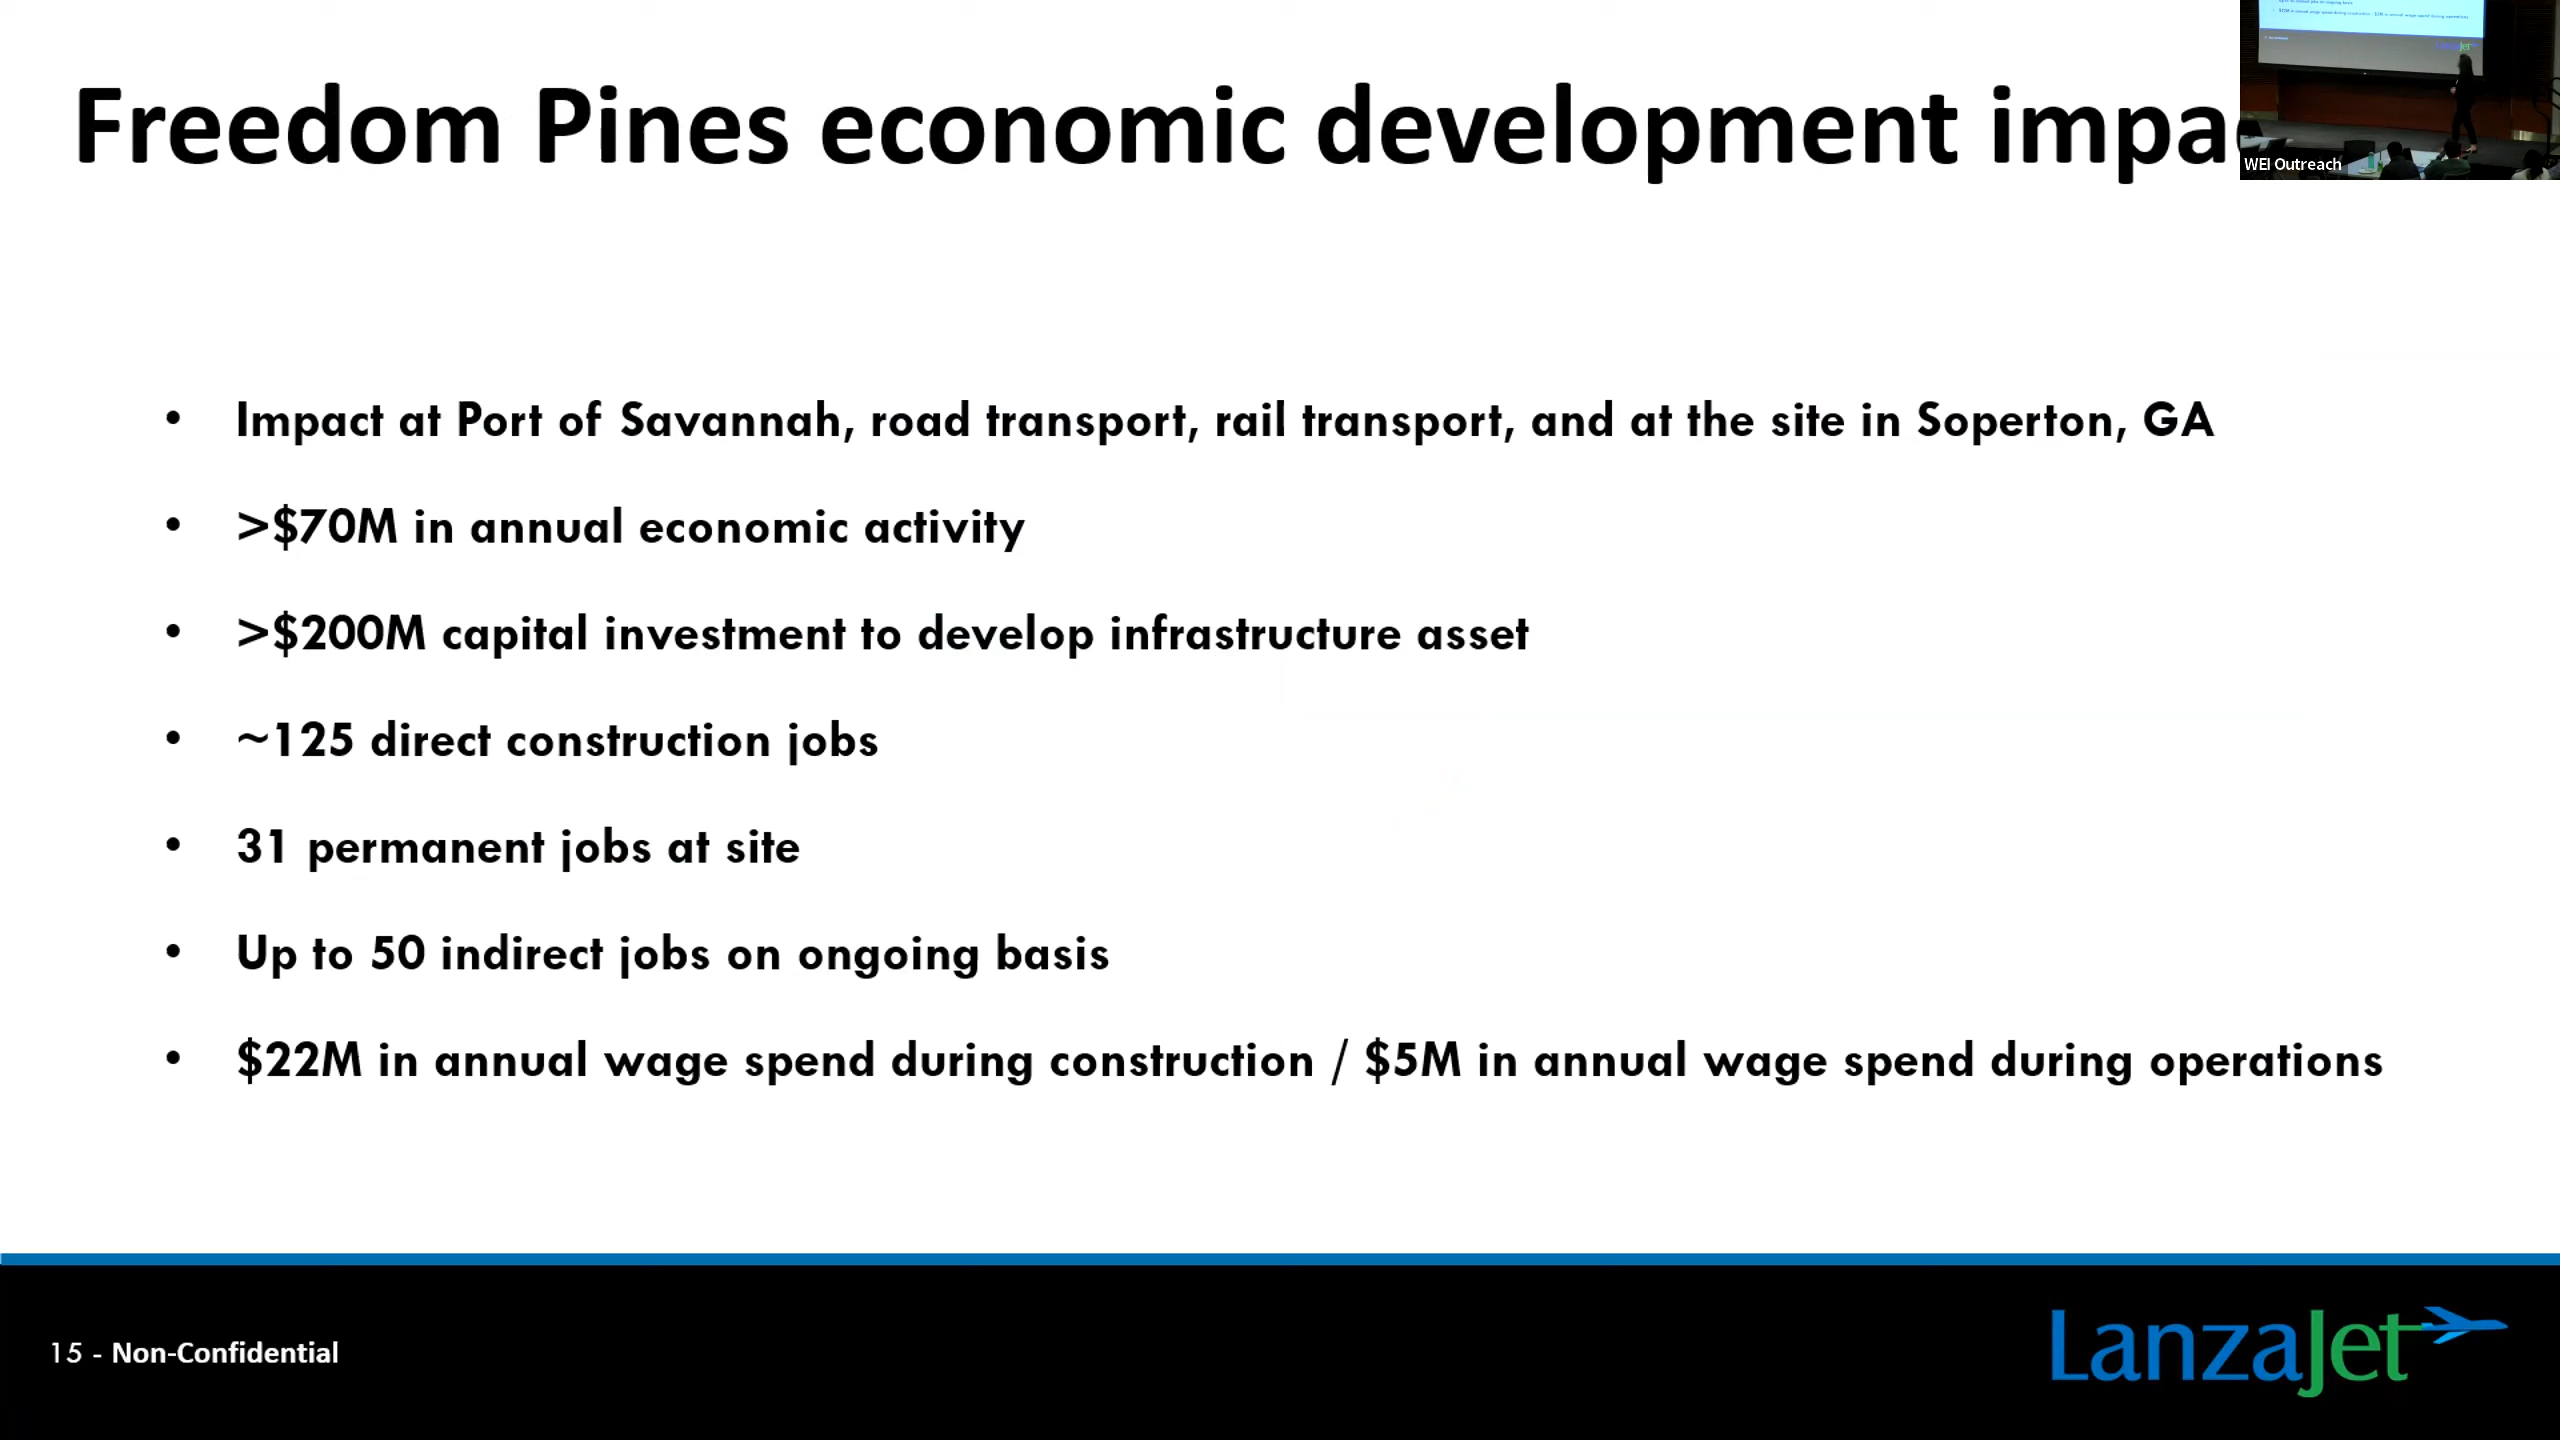 Freedom Pines economic development impac
WEI Outreach
• Impact at Port of Savannah, road transport, rail transport, and at the site in Soperton, GA
• >$70M in annual economic activity
• >$200M capital investment to develop infrastructure asset
• ~125 direct construction jobs
• 31 permanent jobs at site
• Up to 50 indirect jobs on ongoing basis
• $22M in annual wage spend during construction / $5M in annual wage spend during operations
15 - Non-Confidential
LanzaJet